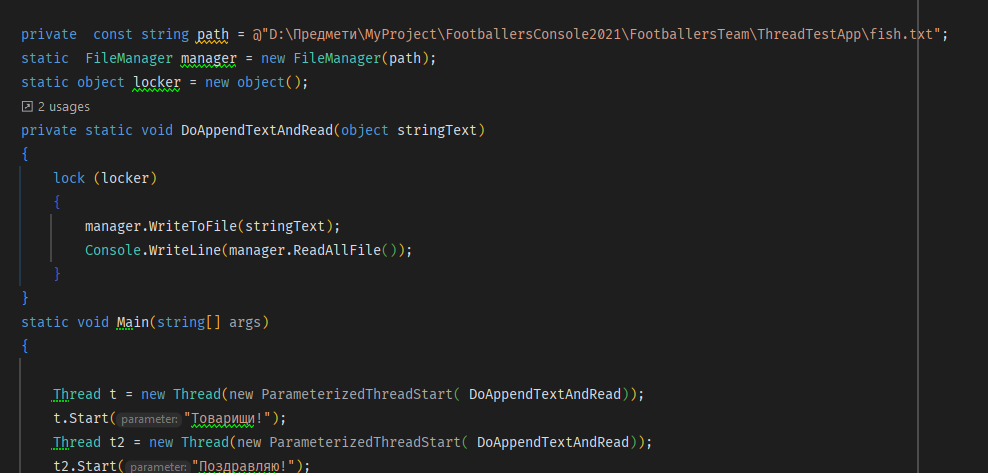 private  const string path = @"D:\Предмети\MyProject\FootballersConsole2021\FootballersTeam\ThreadTestApp\fish.txt";
static  FileManager manager = new FileManager(path);
static object locker = new object();
2 usages
private static void DoAppendTextAndRead(object stringText)
{
    lock (locker)
    {
        manager.WriteToFile(stringText);
        Console.WriteLine(manager.ReadAllFile());
    }
}
static void Main(string[] args)
{
    Thread t = new Thread(new ParameterizedThreadStart( DoAppendTextAndRead));
    t.Start(parameter: "Товарищи!");
    Thread t2 = new Thread(new ParameterizedThreadStart( DoAppendTextAndRead));
    t2.Start(parameter: "Поздравляю!");